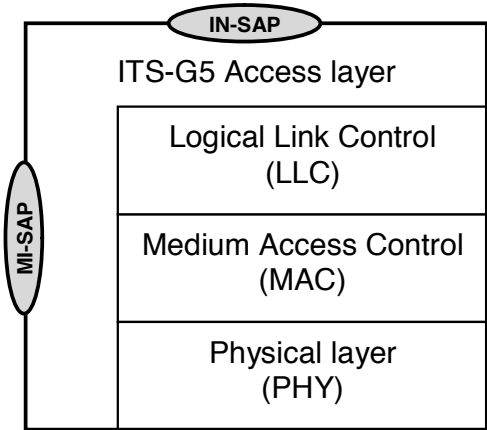 IN-SAP
ITS-G5 Access layer
Logical Link Control
(LLC)
MI-SAP
Medium Access Control
(MAC)
Physical layer
(PHY)